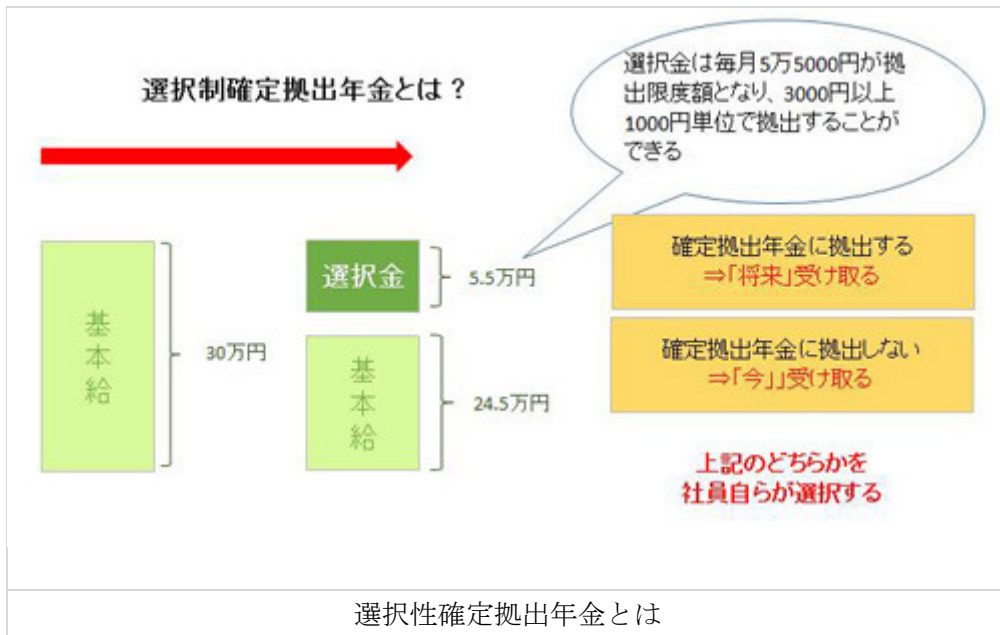 選択制確定拠出年金とは？
選択金は毎月5万5000円が拠
出限度額となり、3000円以上
1000円単位で拠出することが
できる
基
本
給
30万円
選択金
5.5万円
基
本
給
24.5万円
確定拠出年金に拠出する
⇒「将来」受け取る
確定拠出年金に拠出しない
⇒「今」」受け取る
上記のどちらかを
社員自らが選択する
選択性確定拠出年金とは